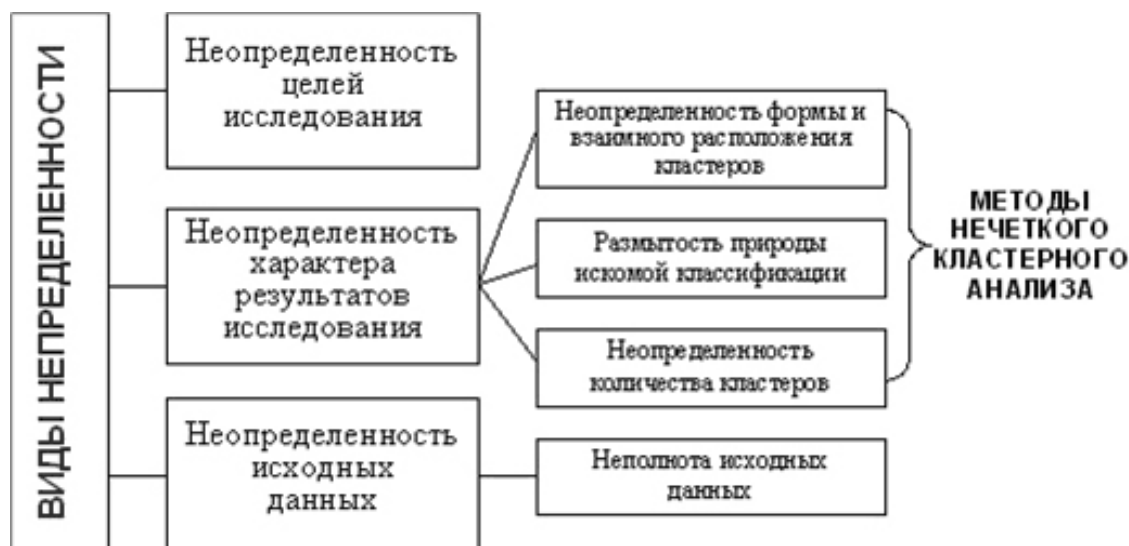 ВИДЫ НЕПРЕДЕЛЕННОСТИ
Неопределенность
целей
исследования
Неопределенность
характера
результатов
исследования
Неопределенность
исходных
данных
Неопределенность формы и
взаимного расположения
кластеров
Размытость природы
искомой классификации
Неопределенность
количества кластеров
Неполнота исходных
данных
МЕТОДЫ
НЕЧЕТКОГО
КЛАСТЕРНОГО
АНАЛИЗА